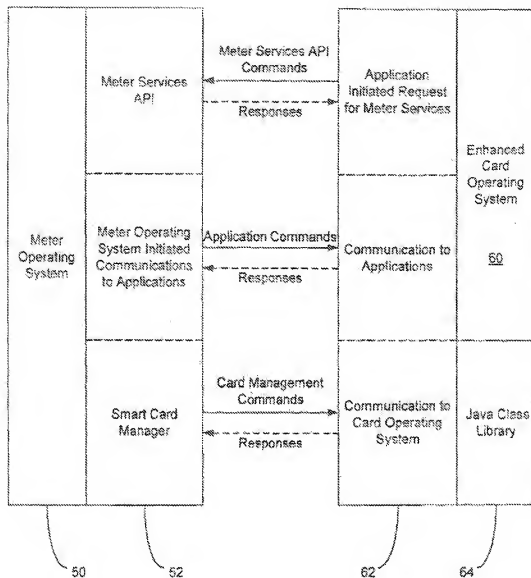 Meter
Operating
System
Meter Services
API
Meter Operating
System Initiated
Communications
to Applications
Smart Card
Manager
Meter Services API
Commands
Responses
Application Commands
Responses
Card Management
Commands
Responses
Application
Initiated Request
for Meter Services
Communication to
Applications
Communication to
Card Operating
System
Enhanced
Card
Operating
System
60
Java Class
Library
50
52
62
64